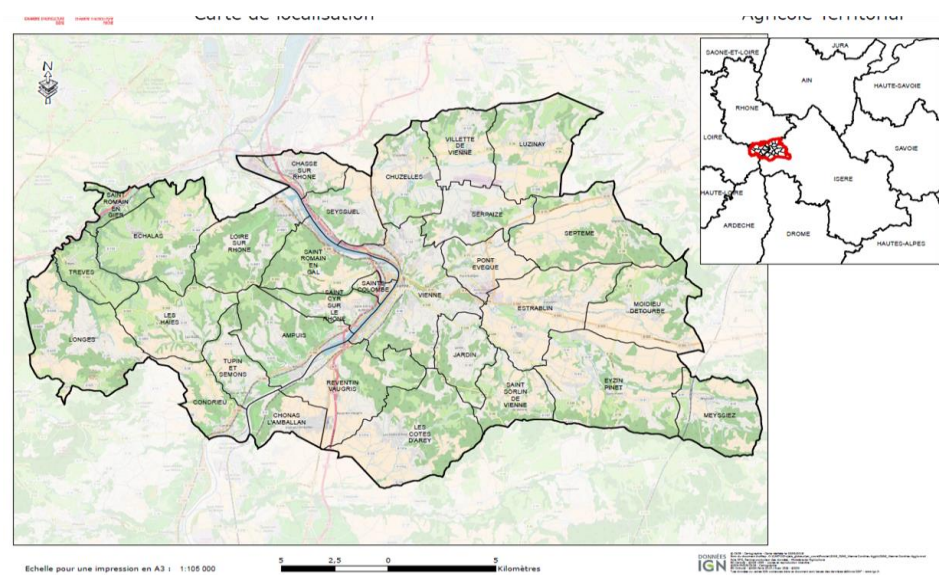 Carte de localisation
Agricole Territorial
N
SAONE-ET-LOIRE
JURA
AIN
HAUTE-SAVOIE
RHONE
LOIRE
SAVOIE
ISERE
HAUTE-LOIRE
ARDECHE
DROME
HAUTES-ALPES
VILLETTE
DE
VIENNE
LUZINAY
CHASSE
SUR
RHONE
CHUZELLES
SAINT
ROMAIN
EN
GIER
SEYSSUEL
SERPAIZE
ECHALAS
LOIRE
SUR
RHONE
SEPTEME
SAINT
ROMAIN
EN
GAL
PONT
EVEQUE
TREVES
SAINTE
COLOMBE
VIENNE
SAINT
CYR
SUR
LE
RHONE
ESTRABLIN
MOIDIEU
DETOURBE
LES
HAIES
LONGES
AMPUIS
JARDIN
TUPIN
ET
SEMONS
REVENTIN
VAUGRIS
SAINT
SORLIN
DE
VIENNE
EYZIN
PINET
CONDRIEU
CHONAS
L'AMBALLAN
LES
COTES
D'AREY
MEYSSIEZ
Echelle pour une impression en A3 : 1:105 000
5 0 5
Kilomètres
DONNÉES
IGN